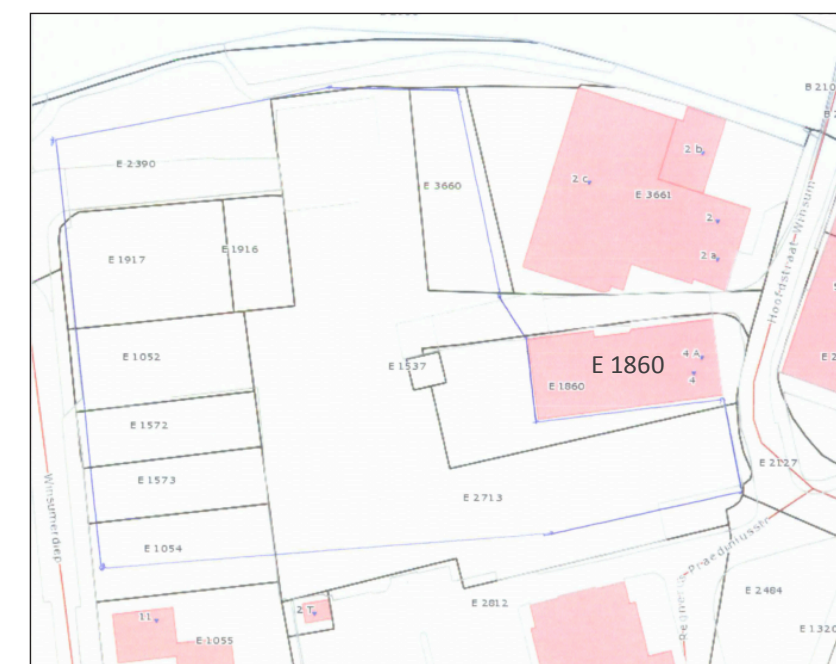 B 210
E 2390
2 b
2 c
E 3660
E 3661
2
E 1916
E 1917
2 a
Hoofdstraat-Winsum
E 1052
E 1537
4 A
E 1860
4
E 1860
E 1572
E 2127
E 1573
E 2713
Winsumerdiep
E 1054
E 2484
E 2812
2 T
11
E 1320
E 1055